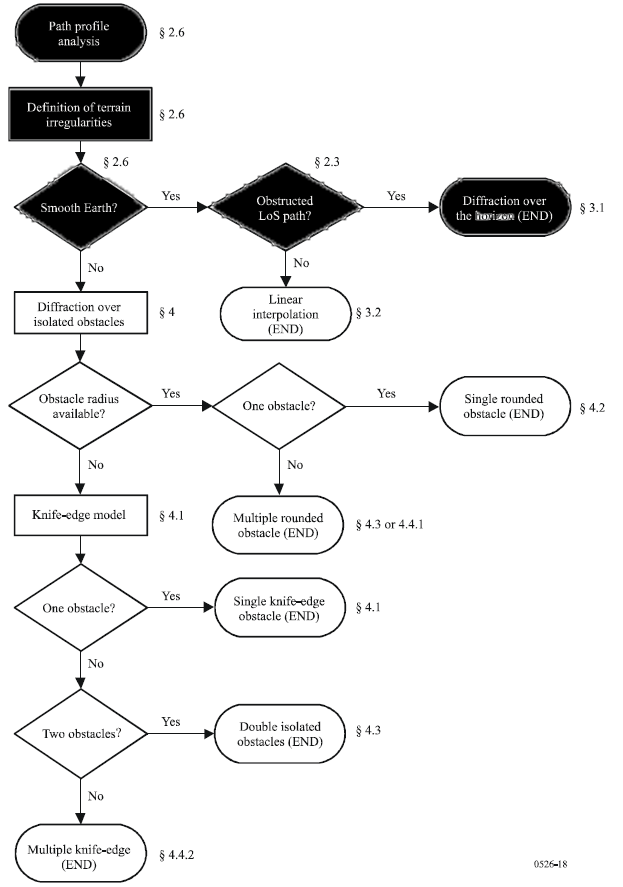 Path profile
analysis
§ 2.6
Definition of terrain
irregularities
§ 2.6
§ 2.6
Smooth Earth?
Yes
§ 2.3
Obstructed
LoS path?
Yes
Diffraction over
the horizon (END)
§ 3.1
No
No
Diffraction over
isolated obstacles
§ 4
Linear
interpolation
(END)
§ 3.2
Obstacle radius
available?
Yes
One obstacle?
Yes
Single rounded
obstacle (END)
§ 4.2
No
No
Knife-edge model
§ 4.1
Multiple rounded
obstacle (END)
§ 4.3 or 4.4.1
One obstacle?
Yes
Single knife-edge
obstacle (END)
§ 4.1
No
Two obstacles?
Yes
Double isolated
obstacles (END)
§ 4.3
No
Multiple knife-edge
(END)
§ 4.4.2
0526-18